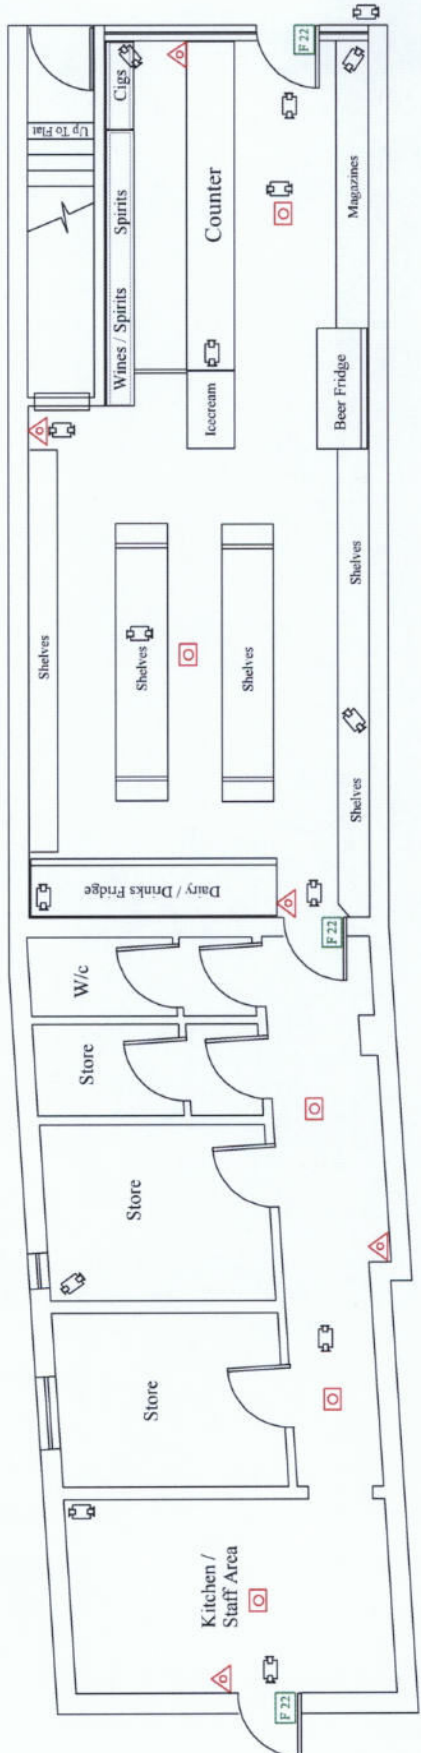 F 22
Cigs
Up To Flat
Spirits
Counter
Magazines
Wines / Spirits
Icecream
Beer Fridge
Shelves
Shelves
Shelves
Shelves
Shelves
Dairy / Drinks Fridge
F 22
W/c
Store
Store
Store
Kitchen /
Staff Area
F 22